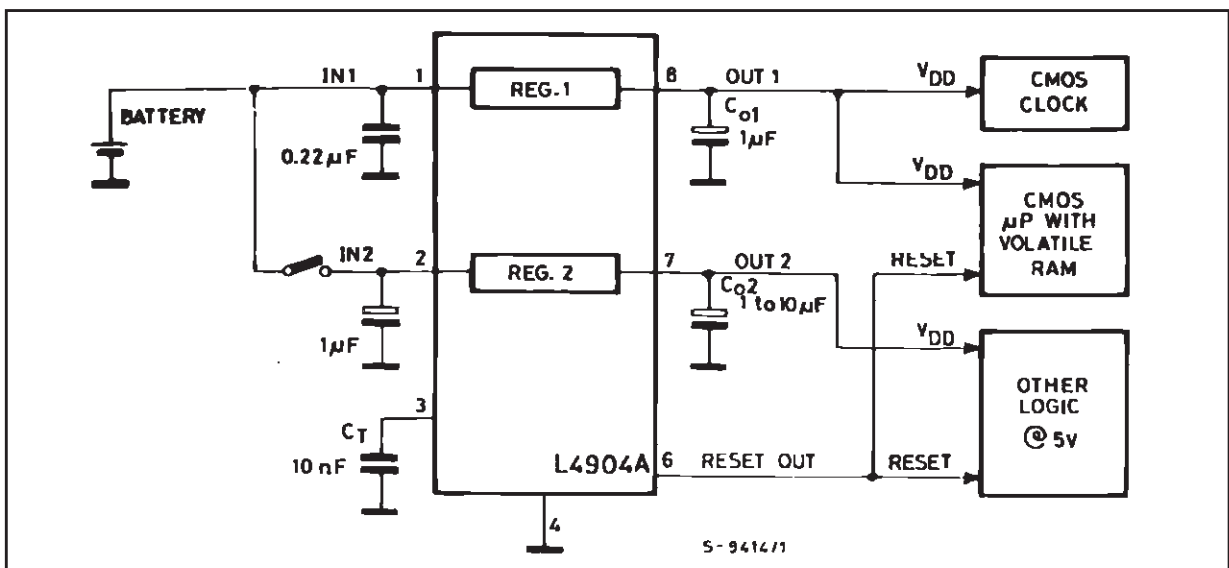 BATTERY
IN1
1
0.22µF
IN2
2
1µF
3
CT
10 nF
4
REG. 1
REG. 2
L4904A
8
OUT 1
Co1
1µF
7
OUT 2
Co2
1 to 10µF
6
RESET OUT
VDD
CMOS
CLOCK
VDD
CMOS
µP WITH
VOLATILE
RAM
RESET
VDD
OTHER
LOGIC
@ 5V
RESET
S-9414/1